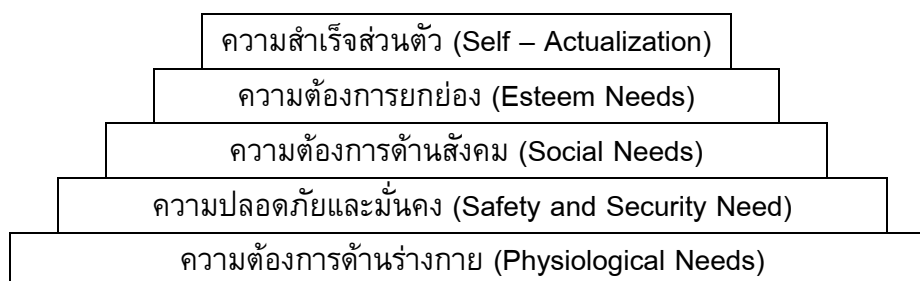 ความสำเร็จส่วนตัว (Self – Actualization)
ความต้องการยกย่อง (Esteem Needs)
ความต้องการด้านสังคม (Social Needs)
ความปลอดภัยและมั่นคง (Safety and Security Need)
ความต้องการด้านร่างกาย (Physiological Needs)